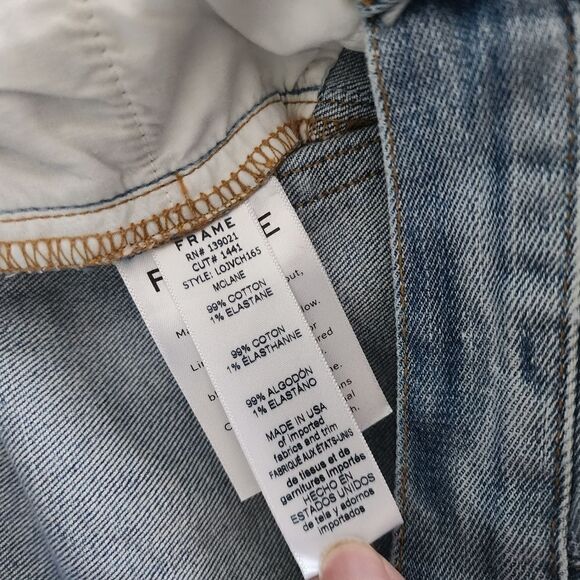 FRAME
RN# 139021
CUT# 1441
STYLE: LOJVCH165
MCLANE
99% COTTON
1% ELASTANE
99% COTON
1% ÉLASTHANNE
99% ALGODÓN
1% ELASTANO
MADE IN USA
of imported
fabrics and trim
FABRIQUÉ AUX ÉTATS-UNIS
de tissus et de
garnitures importés
HECHO EN
ESTADOS UNIDOS
de tela y adornos
importados
F E